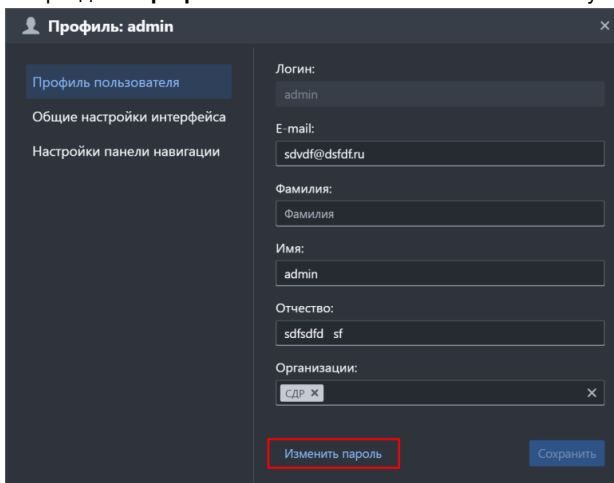 Профиль: admin
Профиль пользователя
Общие настройки интерфейса
Настройки панели навигации
Логин:
admin
E-mail:
sdvdf@dsfdf.ru
Фамилия:
Фамилия
Имя:
admin
Отчество:
sdfsdfd sf
Организации:
СДР
Изменить пароль
Сохранить